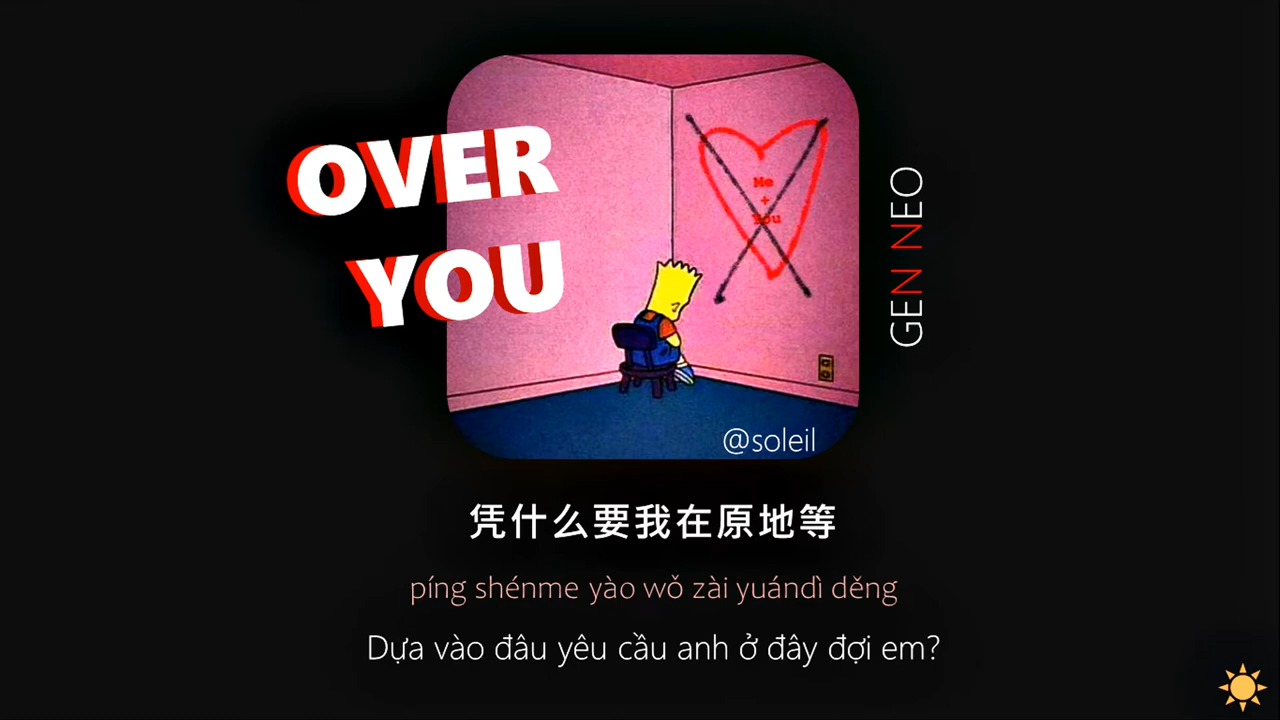 OVER
YOU
Me
+
You
GEN NEO
@soleil
凭什么要我在原地等
píng shénme yào wǒ zài yuándì děng
Dựa vào đâu yêu cầu anh ở đây đợi em?